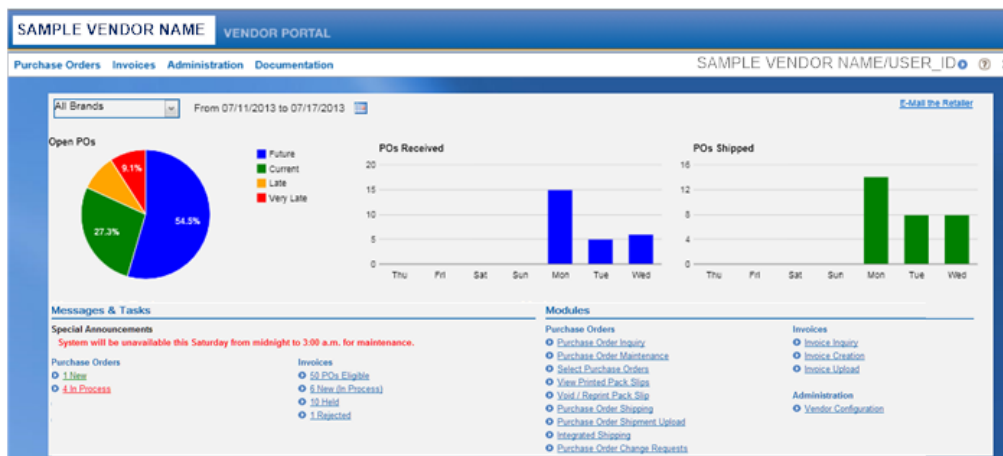 SAMPLE VENDOR NAME VENDOR PORTAL
Purchase Orders Invoices Administration Documentation SAMPLE VENDOR NAME/USER_ID ?
All Brands From 07/11/2013 to 07/17/2013 E-Mail the Retailer
Open POs
9.1%
54.5%
27.3%
Future
Current
Late
Very Late
POs Received
20
15
10
5
0
Thu Fri Sat Sun Mon Tue Wed
POs Shipped
16
12
8
4
0
Thu Fri Sat Sun Mon Tue Wed
Messages & Tasks
Special Announcements
System will be unavailable this Saturday from midnight to 3:00 a.m. for maintenance.
Purchase Orders
1 New
4 In Process
Invoices
50 POs Eligible
6 New (In Process)
10 Held
1 Rejected
Modules
Purchase Orders
Purchase Order Inquiry
Purchase Order Maintenance
Select Purchase Orders
View Printed Pack Slips
Void / Reprint Pack Slip
Purchase Order Shipping
Purchase Order Shipment Upload
Integrated Shipping
Purchase Order Change Requests
Invoices
Invoice Inquiry
Invoice Creation
Invoice Upload
Administration
Vendor Configuration